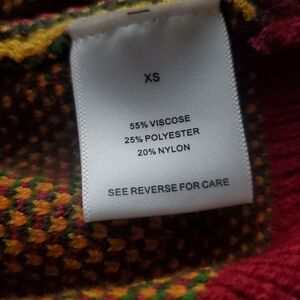 XS
55% VISCOSE
25% POLYESTER
20% NYLON
SEE REVERSE FOR CARE